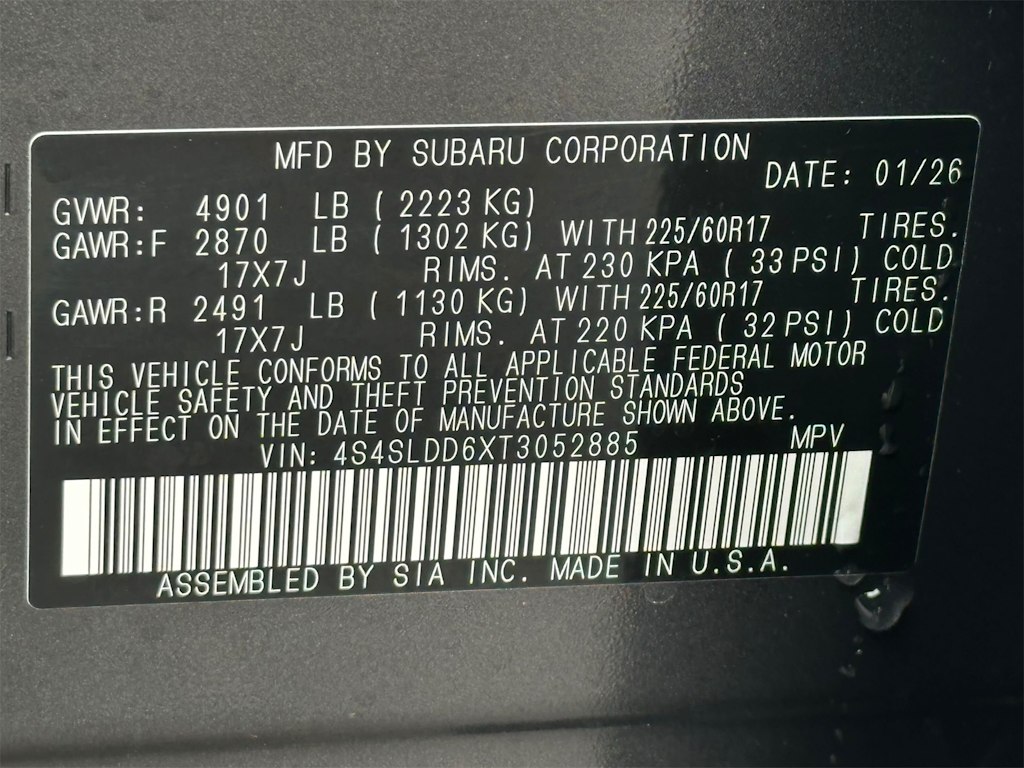 MFD BY SUBARU CORPORATION
DATE: 01/26
GVWR: 4901 LB ( 2223 KG)
GAWR:F 2870 LB ( 1302 KG) WITH 225/60R17 TIRES.
17X7J RIMS. AT 230 KPA ( 33 PSI) COLD
GAWR:R 2491 LB ( 1130 KG) WITH 225/60R17 TIRES.
17X7J RIMS. AT 220 KPA ( 32 PSI) COLD
THIS VEHICLE CONFORMS TO ALL APPLICABLE FEDERAL MOTOR
VEHICLE SAFETY AND THEFT PREVENTION STANDARDS
IN EFFECT ON THE DATE OF MANUFACTURE SHOWN ABOVE.
VIN: 4S4SLDD6XT3052885 MPV
ASSEMBLED BY SIA INC. MADE IN U.S.A.